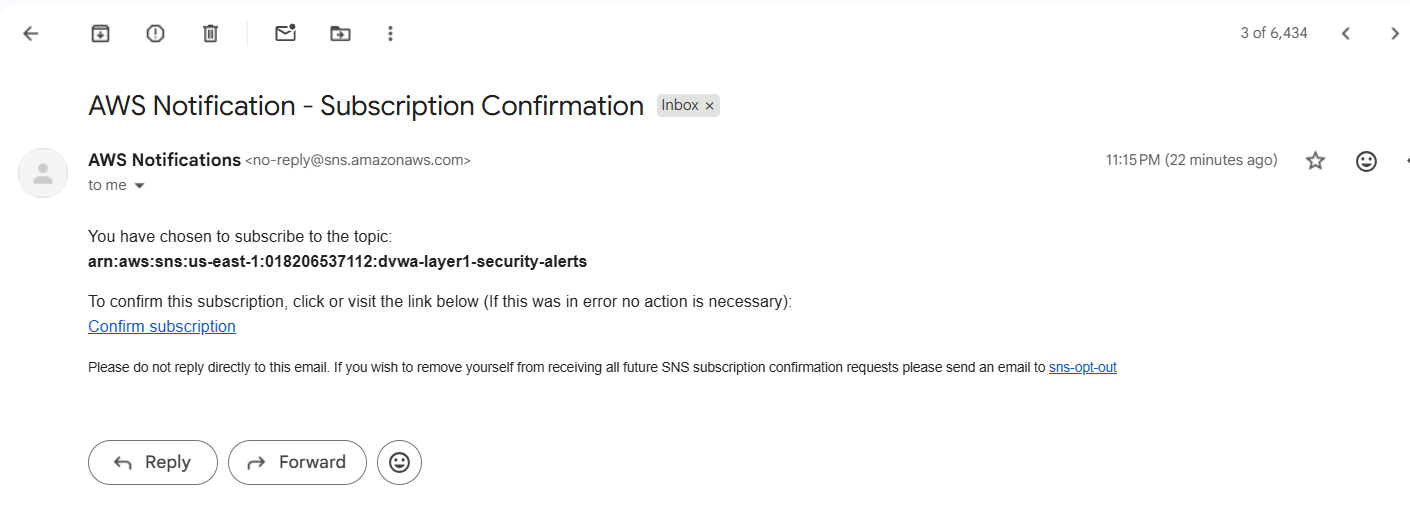 3 of 6,434
AWS Notification - Subscription Confirmation Inbox ×
AWS Notifications <no-reply@sns.amazonaws.com> 11:15 PM (22 minutes ago)
to me
You have chosen to subscribe to the topic:
arn:aws:sns:us-east-1:018206537112:dvwa-layer1-security-alerts
To confirm this subscription, click or visit the link below (If this was in error no action is necessary):
Confirm subscription
Please do not reply directly to this email. If you wish to remove yourself from receiving all future SNS subscription confirmation requests please send an email to sns-opt-out
Reply Forward